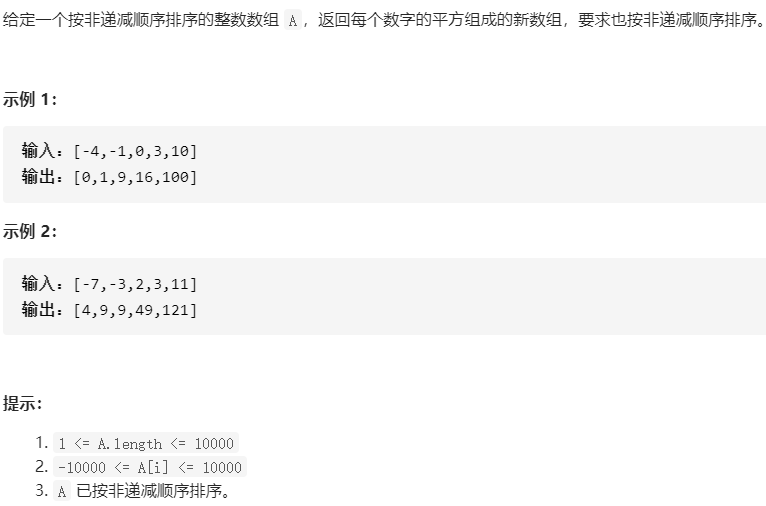 给定一个按非递减顺序排序的整数数组 A，返回每个数字的平方组成的新数组，要求也按非递减顺序排序。
示例 1：
输入：[-4,-1,0,3,10]
输出：[0,1,9,16,100]
示例 2：
输入：[-7,-3,2,3,11]
输出：[4,9,9,49,121]
提示：
1. 1 <= A.length <= 10000
2. -10000 <= A[i] <= 10000
3. A 已按非递减顺序排序。